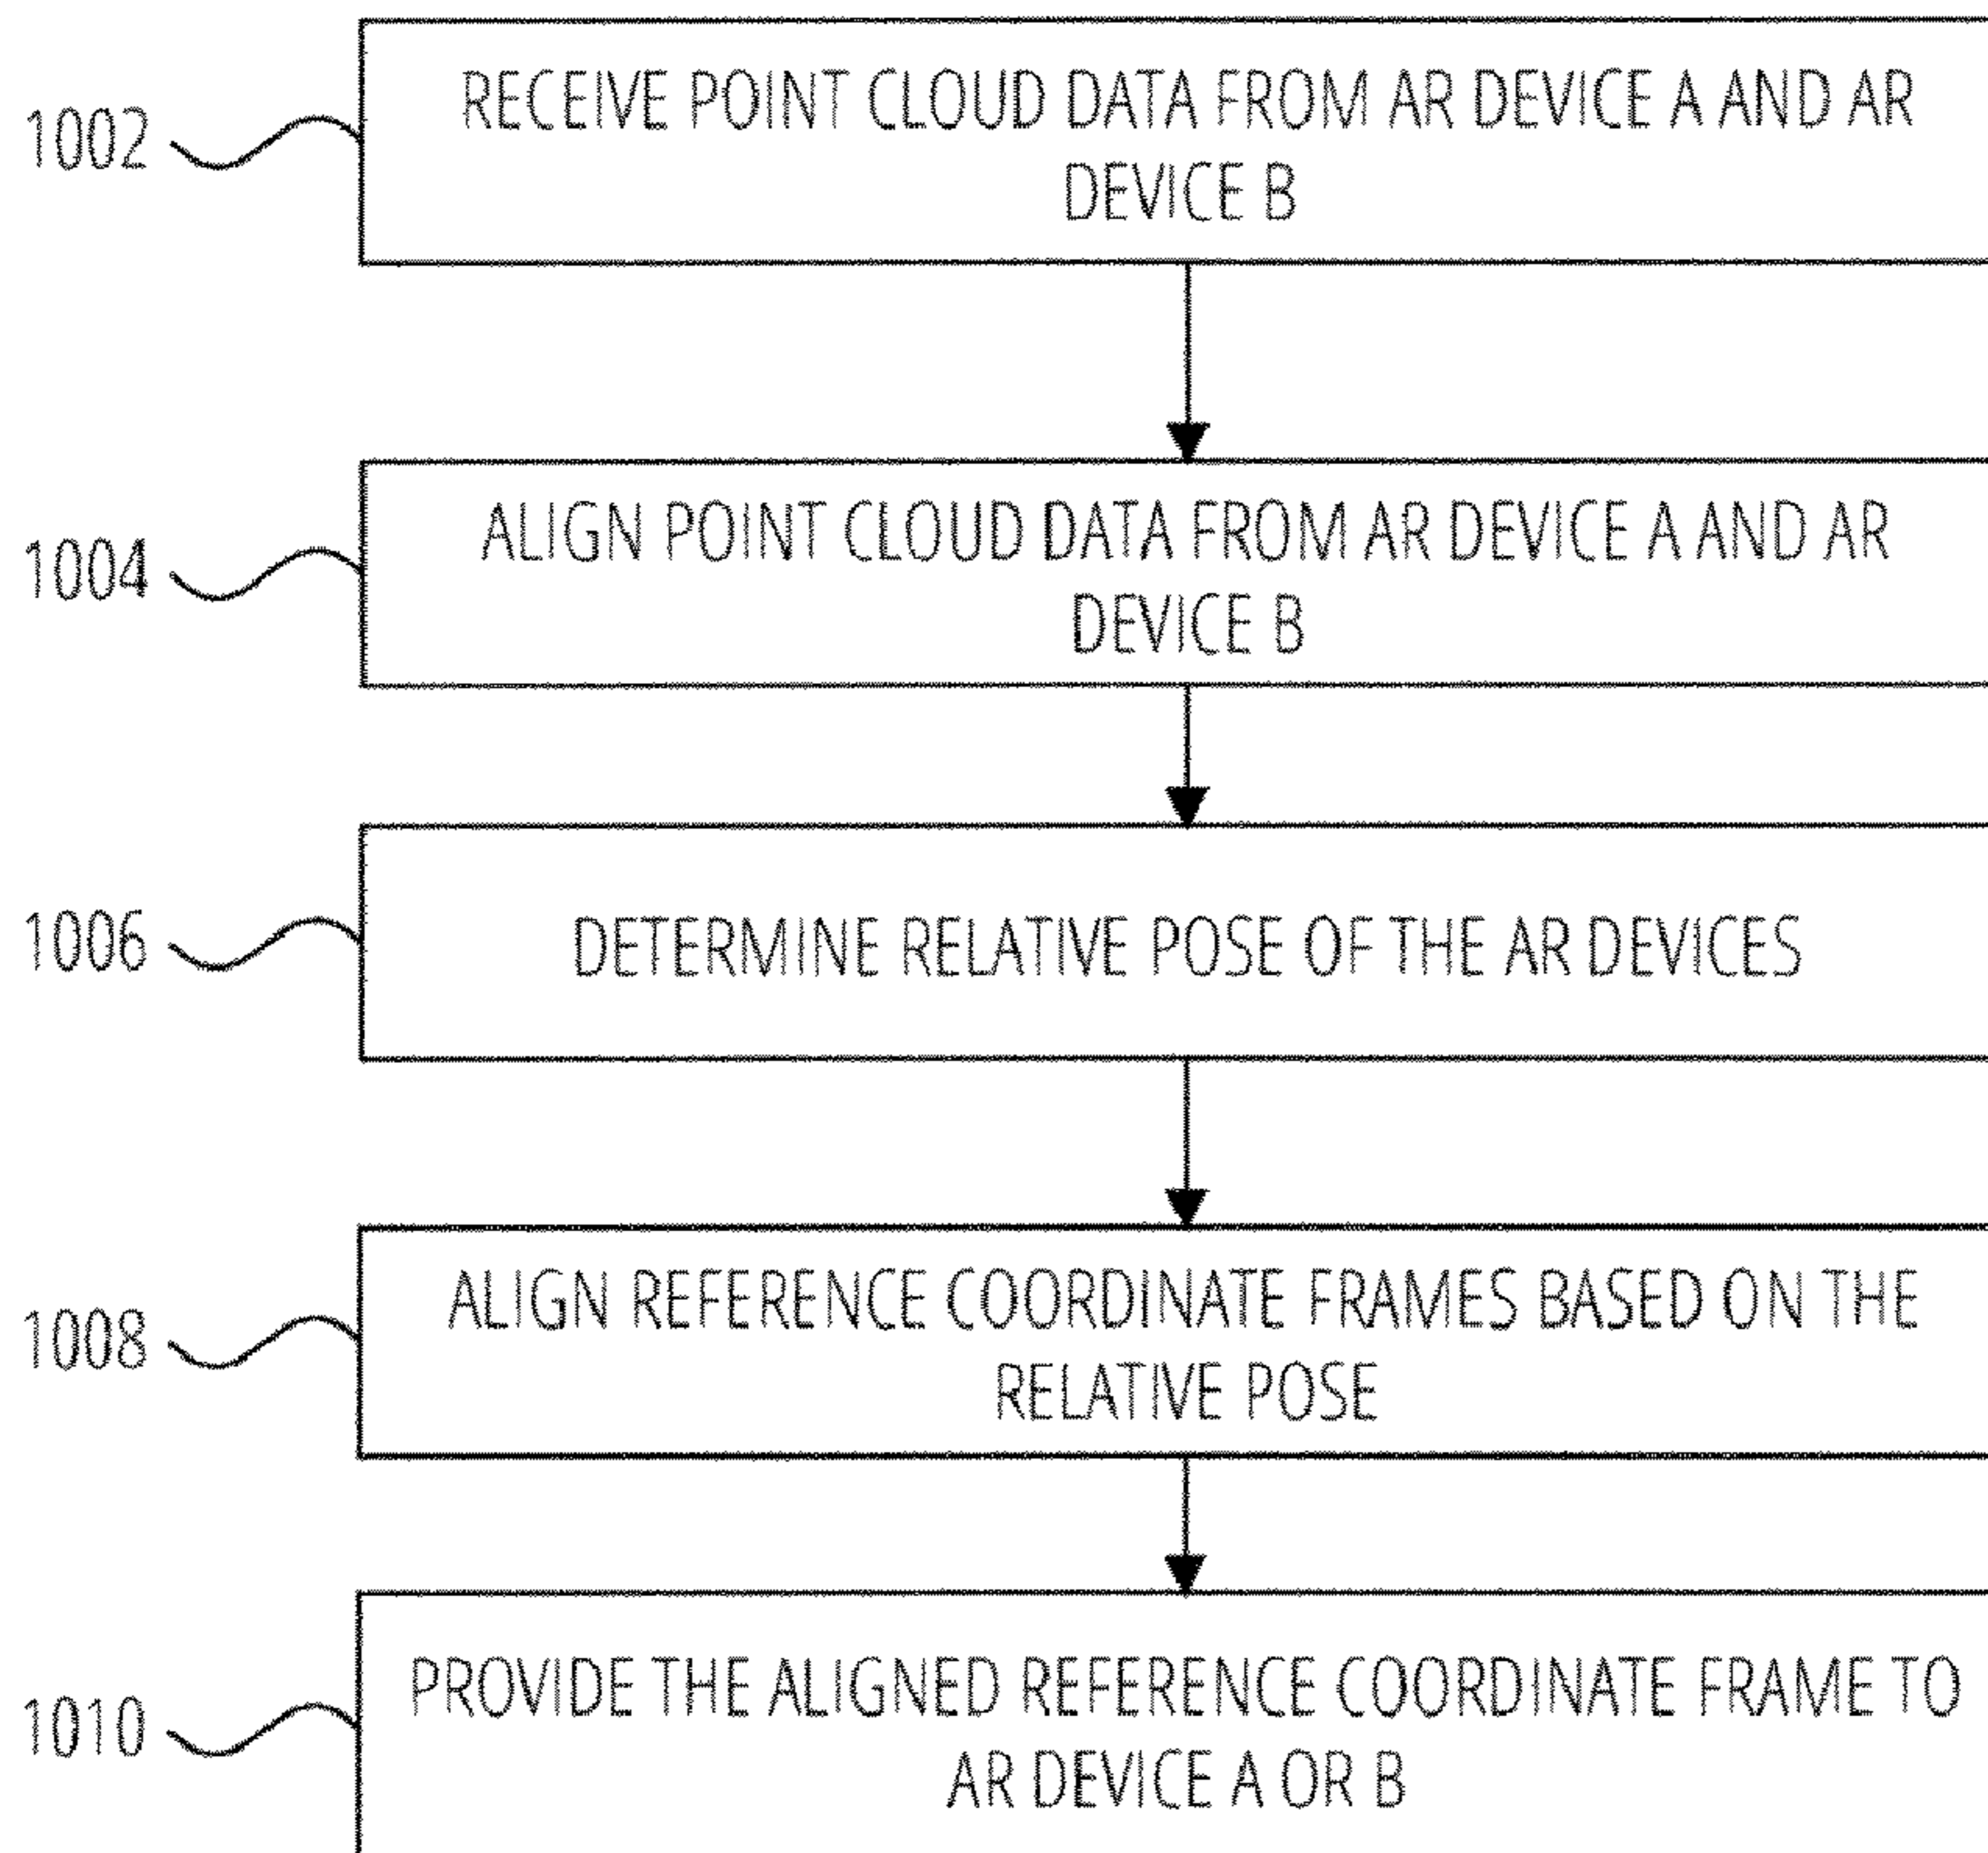 1002
RECEIVE POINT CLOUD DATA FROM AR DEVICE A AND AR
DEVICE B
1004
ALIGN POINT CLOUD DATA FROM AR DEVICE A AND AR
DEVICE B
1006
DETERMINE RELATIVE POSE OF THE AR DEVICES
1008
ALIGN REFERENCE COORDINATE FRAMES BASED ON THE
RELATIVE POSE
1010
PROVIDE THE ALIGNED REFERENCE COORDINATE FRAME TO
AR DEVICE A OR B